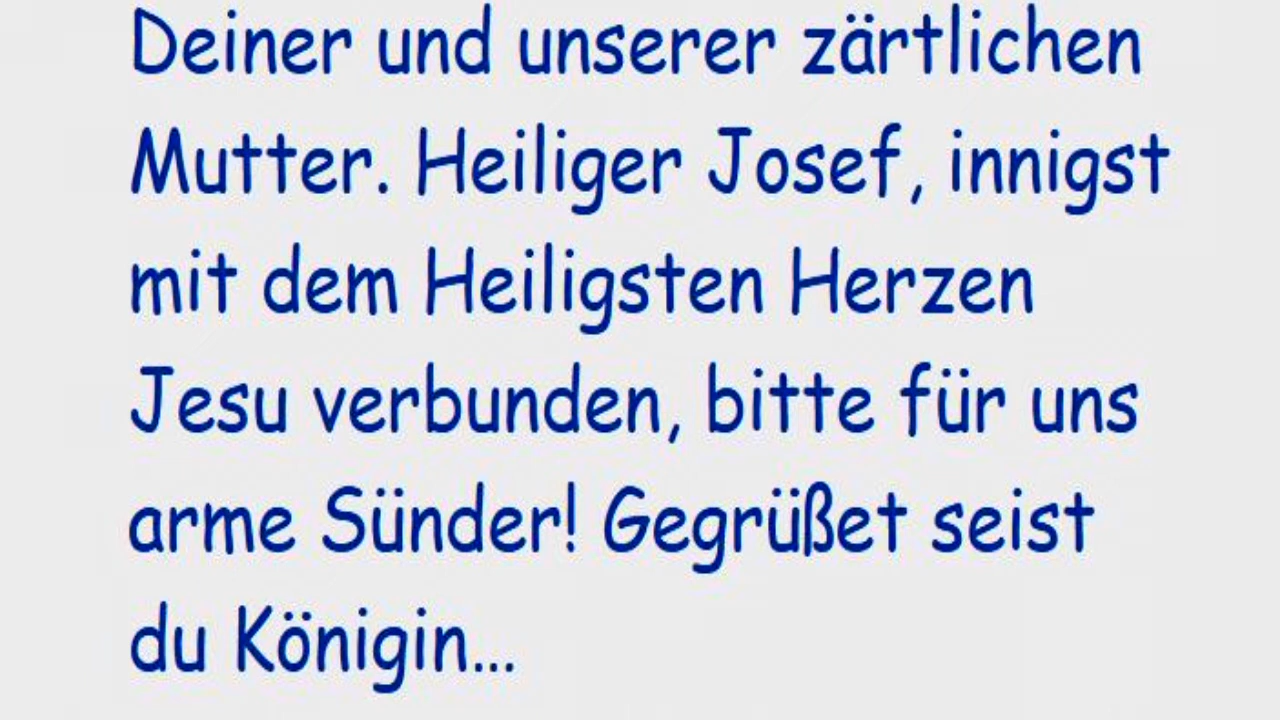 Deiner und unserer zärtlichen
Mutter. Heiliger Josef, innigst
mit dem Heiligsten Herzen
Jesu verbunden, bitte für uns
arme Sünder! Gegrüßet seist
du Königin...